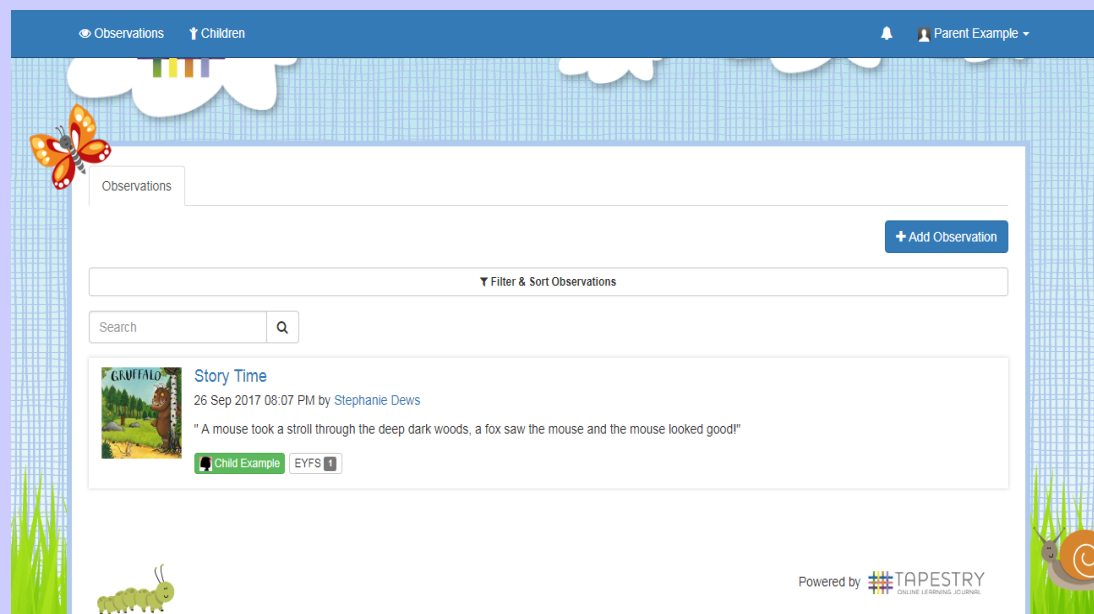 Observations
Children
Parent Example
Observations
+ Add Observation
Filter & Sort Observations
Search
GRUFFALO
Story Time
26 Sep 2017 08:07 PM by Stephanie Dews
" A mouse took a stroll through the deep dark woods, a fox saw the mouse and the mouse looked good!"
Child Example EYFS 1
Powered by TAPESTRY
ONLINE LEARNING JOURNAL